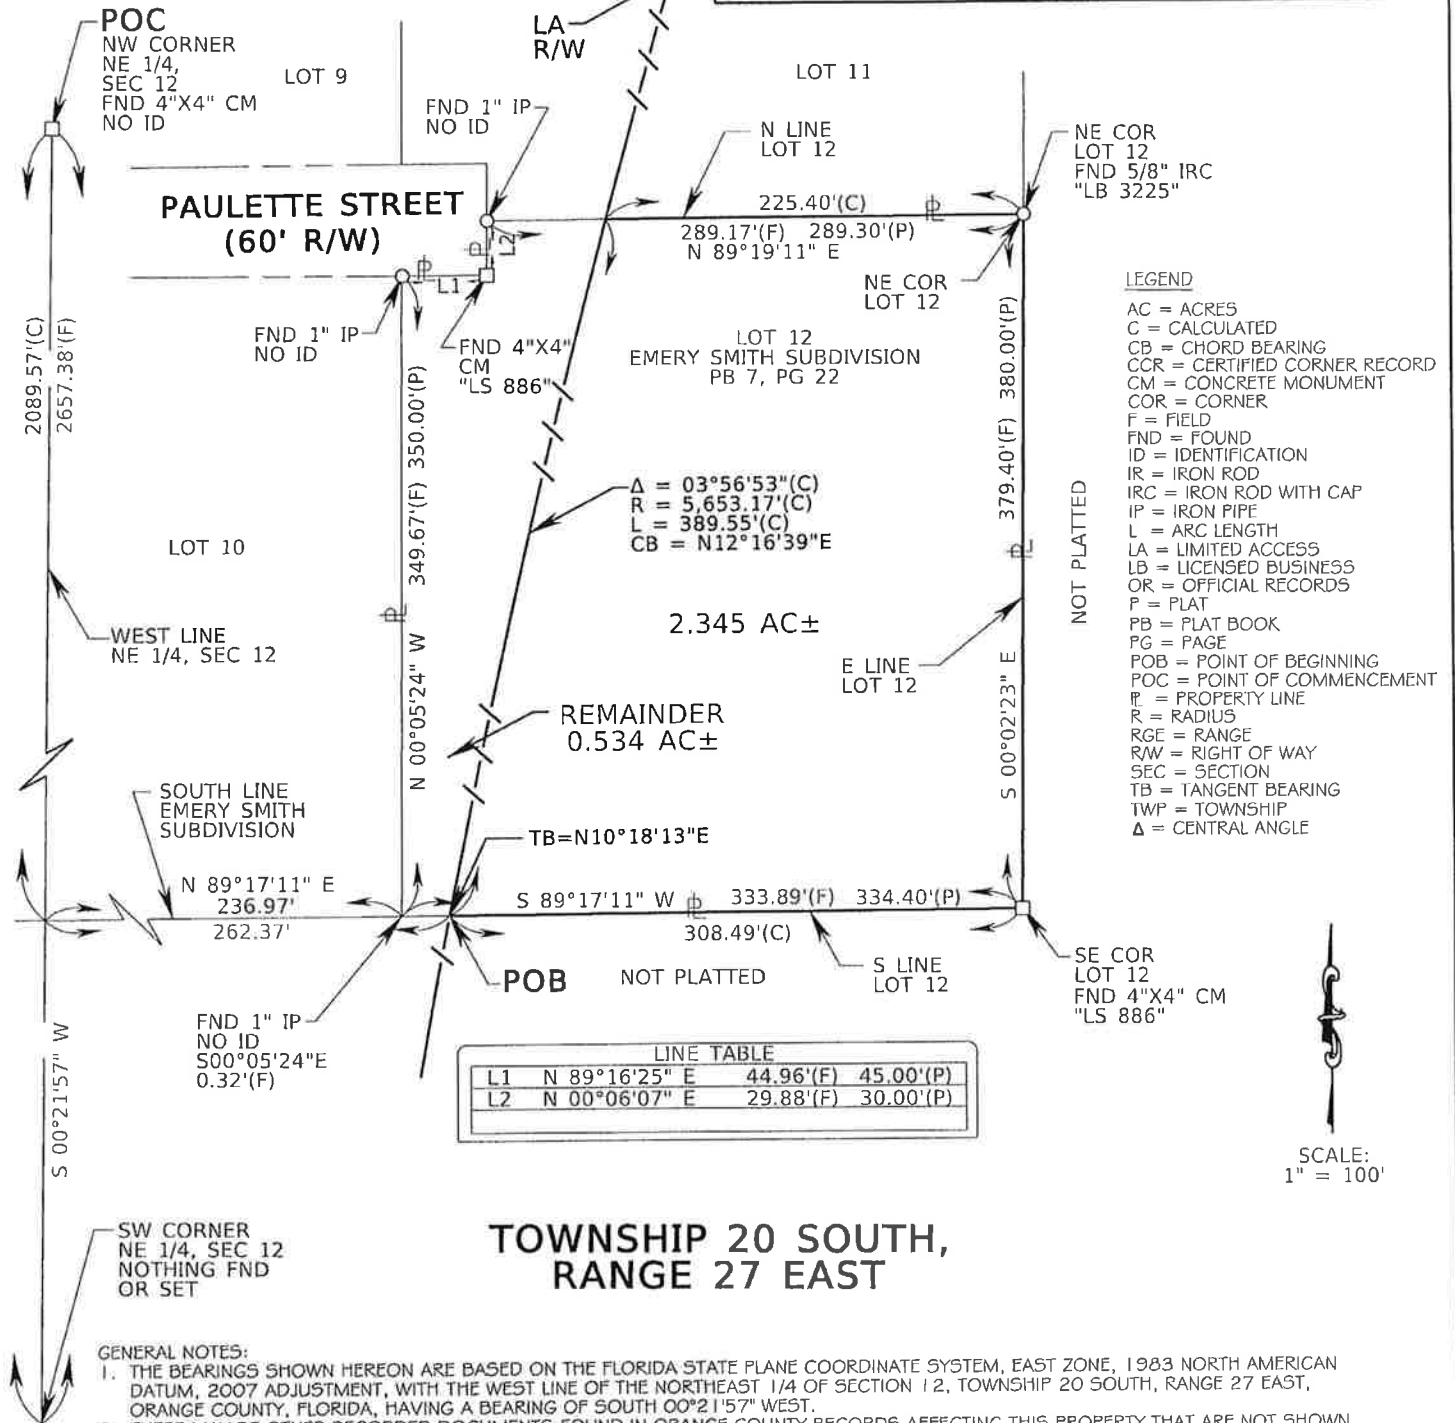 POC
NW CORNER
NE 1/4,
SEC 12
FND 4"X4" CM
NO ID
LOT 9
LA
R/W
FND 1" IP
NO ID
LOT 11
N LINE
LOT 12
NE COR
LOT 12
FND 5/8" IRC
"LB 3225"
PAULETTE STREET
(60' R/W)
225.40'(C)
289.17'(F) 289.30'(P)
N 89°19'11" E
L2
L1
NE COR
LOT 12
FND 1" IP
NO ID
FND 4"X4"
CM
"LS 886"
LOT 12
EMERY SMITH SUBDIVISION
PB 7, PG 22
2089.57'(C)
2657.38'(F)
N 00°05'24" W 349.67'(F) 350.00'(P)
S 00°02'23" E 379.40'(F) 380.00'(P)
NOT PLATTED
Δ = 03°56'53"(C)
R = 5,653.17'(C)
L = 389.55'(C)
CB = N12°16'39"E
LOT 10
2.345 AC±
WEST LINE
NE 1/4, SEC 12
E LINE
LOT 12
REMAINDER
0.534 AC±
SOUTH LINE
EMERY SMITH
SUBDIVISION
TB=N10°18'13"E
N 89°17'11" E
236.97'
262.37'
S 89°17'11" W 333.89'(F) 334.40'(P)
308.49'(C)
POB
NOT PLATTED
S LINE
LOT 12
SE COR
LOT 12
FND 4"X4" CM
"LS 886"
FND 1" IP
NO ID
S00°05'24"E
0.32'(F)
S 00°21'57" W
LEGEND
AC = ACRES
C = CALCULATED
CB = CHORD BEARING
CCR = CERTIFIED CORNER RECORD
CM = CONCRETE MONUMENT
COR = CORNER
F = FIELD
FND = FOUND
ID = IDENTIFICATION
IR = IRON ROD
IRC = IRON ROD WITH CAP
IP = IRON PIPE
L = ARC LENGTH
LA = LIMITED ACCESS
LB = LICENSED BUSINESS
OR = OFFICIAL RECORDS
P = PLAT
PB = PLAT BOOK
PG = PAGE
POB = POINT OF BEGINNING
POC = POINT OF COMMENCEMENT
PL = PROPERTY LINE
R = RADIUS
RGE = RANGE
R/W = RIGHT OF WAY
SEC = SECTION
TB = TANGENT BEARING
TWP = TOWNSHIP
Δ = CENTRAL ANGLE
LINE TABLE
L1 N 89°16'25" E 44.96'(F) 45.00'(P)
L2 N 00°06'07" E 29.88'(F) 30.00'(P)
SCALE:
1" = 100'
SW CORNER
NE 1/4, SEC 12
NOTHING FND
OR SET
TOWNSHIP 20 SOUTH,
RANGE 27 EAST
GENERAL NOTES:
1. THE BEARINGS SHOWN HEREON ARE BASED ON THE FLORIDA STATE PLANE COORDINATE SYSTEM, EAST ZONE, 1983 NORTH AMERICAN
DATUM, 2007 ADJUSTMENT, WITH THE WEST LINE OF THE NORTHEAST 1/4 OF SECTION 12, TOWNSHIP 20 SOUTH, RANGE 27 EAST,
ORANGE COUNTY, FLORIDA, HAVING A BEARING OF SOUTH 00°21'57" WEST.